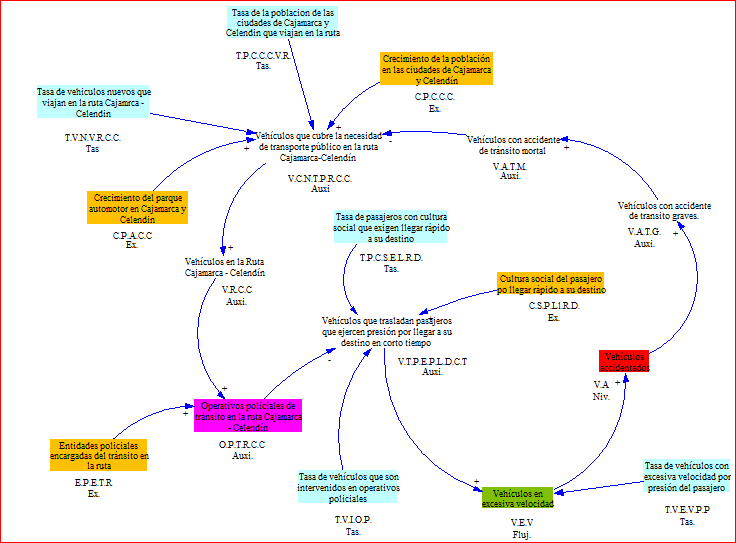 Tasa de la poblacion de las
ciudades de Cajamarca y
Celendín que viajan en la ruta
T.P.C.C.C.V.R.
Tas.
Crecimiento de la población
en las ciudades de Cajamarca
y Celendín
C.P.C.C.C.
Ex.
Tasa de vehículos nuevos que
viajan en la ruta Cajamrca -
Celendín
T.V.N.V.R.C.C.
Tas
+
+
Vehículos que cubre la necesidad
de transporte público en la ruta
Cajamarca-Celendín
V.C.N.T.P.R.C.C.
Auxi
-
Vehículos con accidente
de tránsito mortal
V.A.T.M.
Auxi.
+
Crecimiento del parque
automotor en Cajamarca y
Celendín
C.P.A.C.C
Ex.
Vehículos con accidente
de transito graves.
V.A.T.G.
Auxi.
+
Tasa de pasajeros con cultura
social que exigen llegar rápido
a su destino
T.P.C.S.E.L.R.D.
Tas.
+
Vehículos en la Ruta
Cajamarca - Celendín
V.R.C.C
Auxi.
Cultura social del pasajero
po llegar rápido a su destino
C.S.P.L.l.R.D.
Ex.
Vehículos que trasladan pasajeros
que ejercen presión por llegar a su
destino en corto tiempo
V.T.P.E.P.L.D.C.T
Auxi.
-
Vehículos
accidentados
V.A
Niv.
+
+
+
Operativos policiales de
tránsito en la ruta Cajamarca
- Celendín
O.P.T.R.C.C
Auxi.
Entidades policiales
encargadas del tránsito en
la ruta
E.P.E.T.R
Ex.
Tasa de vehículos que son
intervenidos en operativos
policiales
T.V.I.O.P.
Tas.
+
Vehículos en
excesiva velocidad
V.E.V
Fluj.
Tasa de vehículos con
excesiva velocidad por
presión del pasajero
T.V.E.V.P.P
Tas.